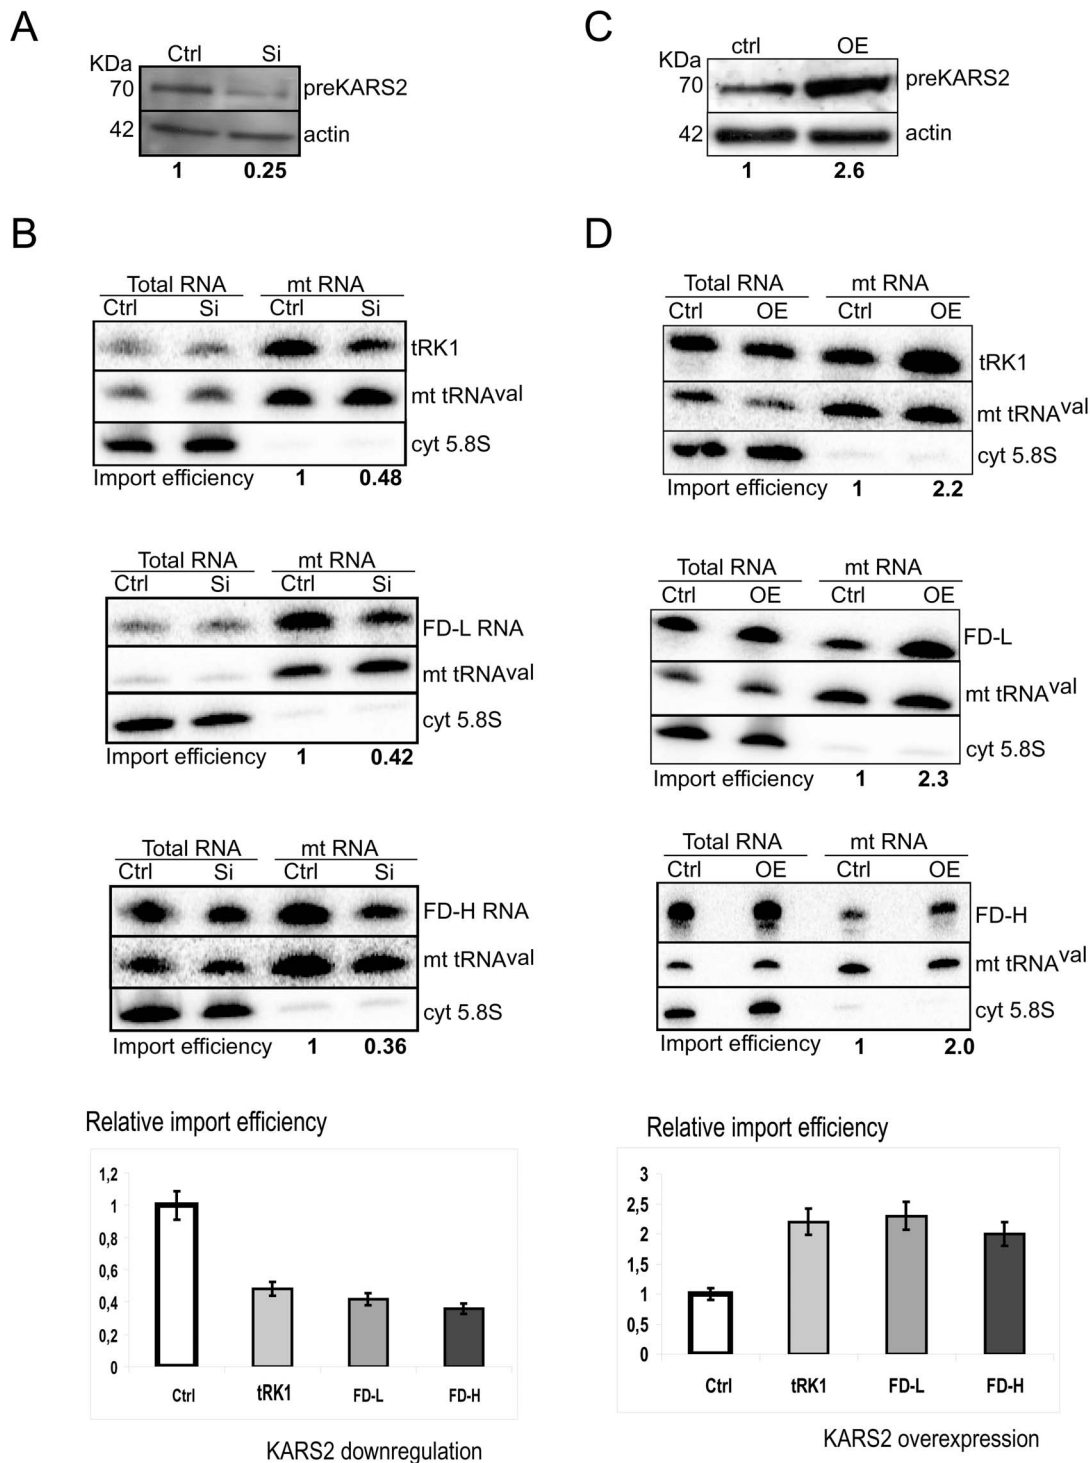 A
Ctrl Si
KDa
70 preKARS2
42 actin
1 0.25
B
Total RNA mt RNA
Ctrl Si Ctrl Si
tRK1
mt tRNAval
cyt 5.8S
Import efficiency 1 0.48
Total RNA mt RNA
Ctrl Si Ctrl Si
FD-L RNA
mt tRNAval
cyt 5.8S
Import efficiency 1 0.42
Total RNA mt RNA
Ctrl Si Ctrl Si
FD-H RNA
mt tRNAval
cyt 5.8S
Import efficiency 1 0.36
Relative import efficiency
1,2
1
0,8
0,6
0,4
0,2
0
Ctrl tRK1 FD-L FD-H
KARS2 downregulation
C
ctrl OE
KDa
70 preKARS2
42 actin
1 2.6
D
Total RNA mt RNA
Ctrl OE Ctrl OE
tRK1
mt tRNAval
cyt 5.8S
Import efficiency 1 2.2
Total RNA mt RNA
Ctrl OE Ctrl OE
FD-L
mt tRNAval
cyt 5.8S
Import efficiency 1 2.3
Total RNA mt RNA
Ctrl OE Ctrl OE
FD-H
mt tRNAval
cyt 5.8S
Import efficiency 1 2.0
Relative import efficiency
3
2,5
2
1,5
1
0,5
0
Ctrl tRK1 FD-L FD-H
KARS2 overexpression